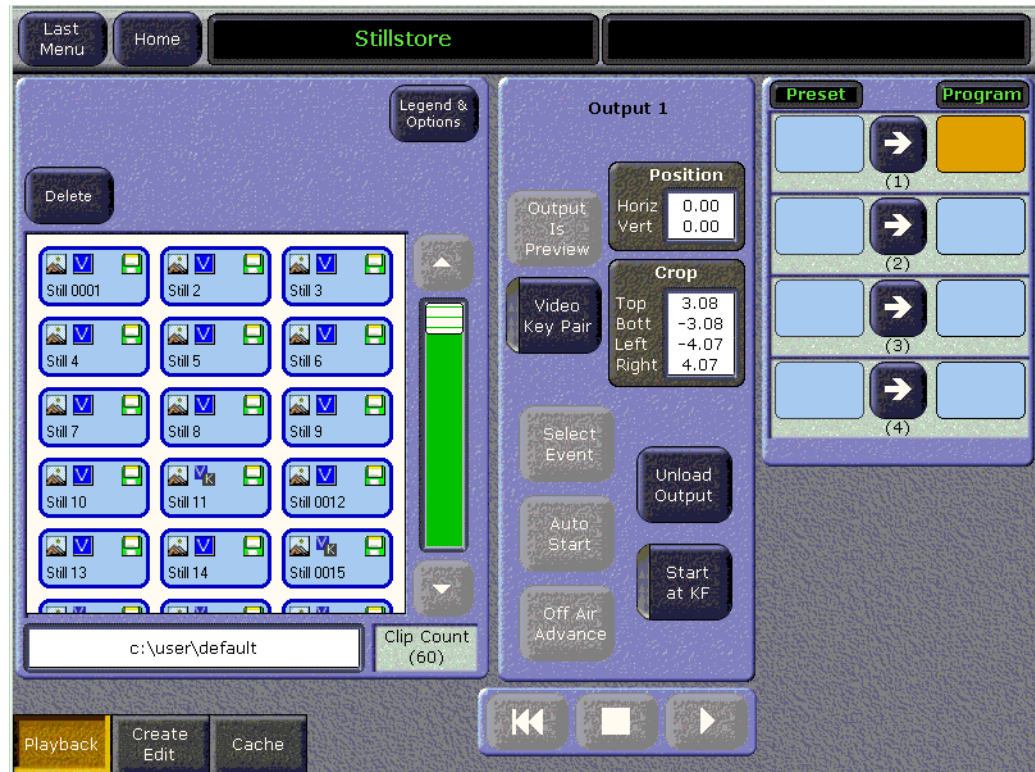 Last
Menu
Home
Stillstore
Legend &
Options
Delete
Still 0001
Still 2
Still 3
Still 4
Still 5
Still 6
Still 7
Still 8
Still 9
Still 10
Still 11
Still 0012
Still 13
Still 14
Still 0015
c:\user\default
Clip Count
(60)
Output 1
Output
Is
Preview
Position
Horiz 0.00
Vert 0.00
Video
Key Pair
Crop
Top 3.08
Bott -3.08
Left -4.07
Right 4.07
Select
Event
Unload
Output
Auto
Start
Start
at KF
Off Air
Advance
Preset
Program
(1)
(2)
(3)
(4)
Playback
Create
Edit
Cache